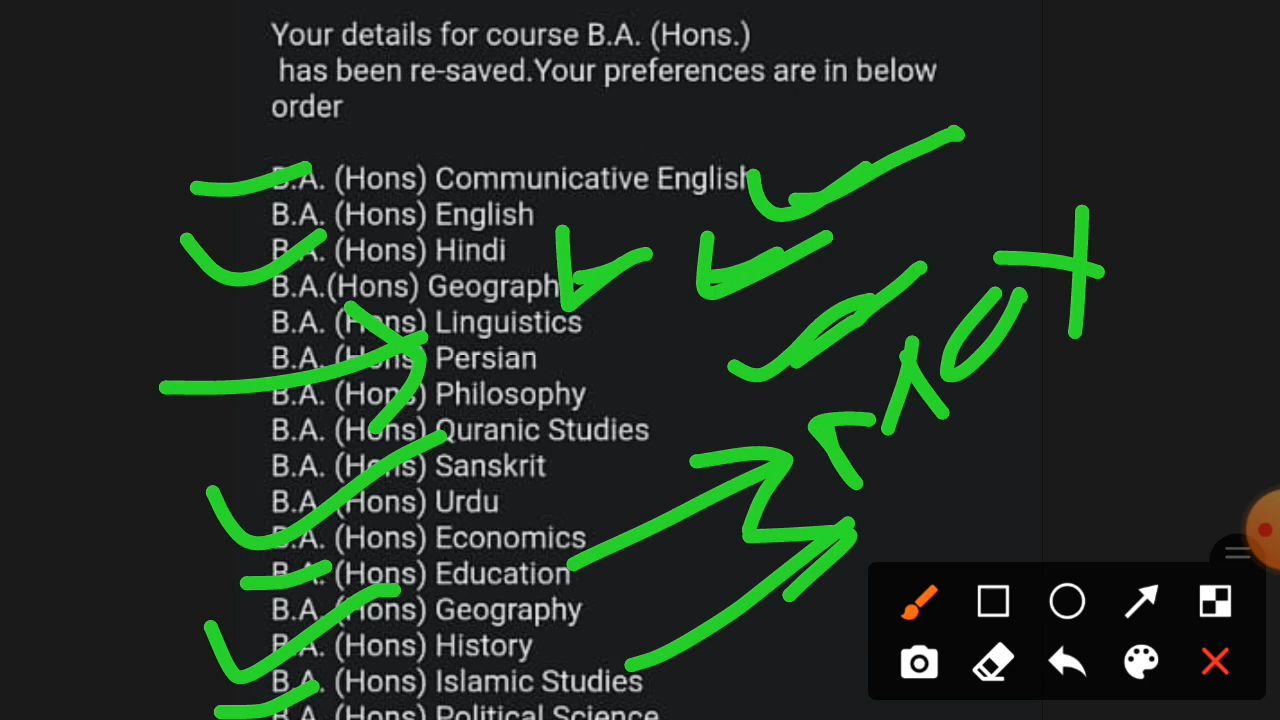 Your details for course B.A. (Hons.)
has been re-saved.Your preferences are in below
order
B.A. (Hons) Communicative English
B.A. (Hons) English
B.A. (Hons) Hindi
B.A.(Hons) Geograph
B.A. (Hons) Linguistics
B.A. (Hons) Persian
B.A. (Hons) Philosophy
B.A. (Hons) Quranic Studies
B.A. (Hons) Sanskrit
B.A. (Hons) Urdu
B.A. (Hons) Economics
B.A. (Hons) Education
B.A. (Hons) Geography
B.A. (Hons) History
B.A. (Hons) Islamic Studies
B.A. (Hons) Political Science